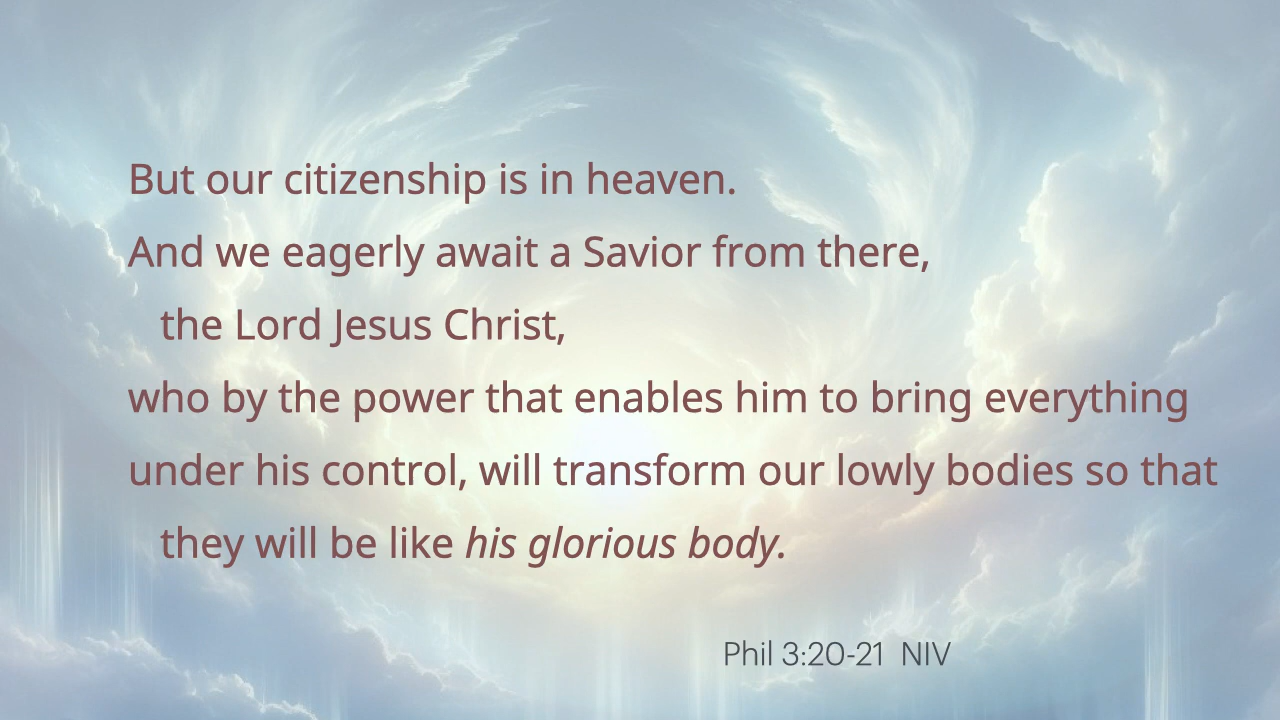 But our citizenship is in heaven.
And we eagerly await a Savior from there,
the Lord Jesus Christ,
who by the power that enables him to bring everything
under his control, will transform our lowly bodies so that
they will be like his glorious body.
Phil 3:20-21 NIV